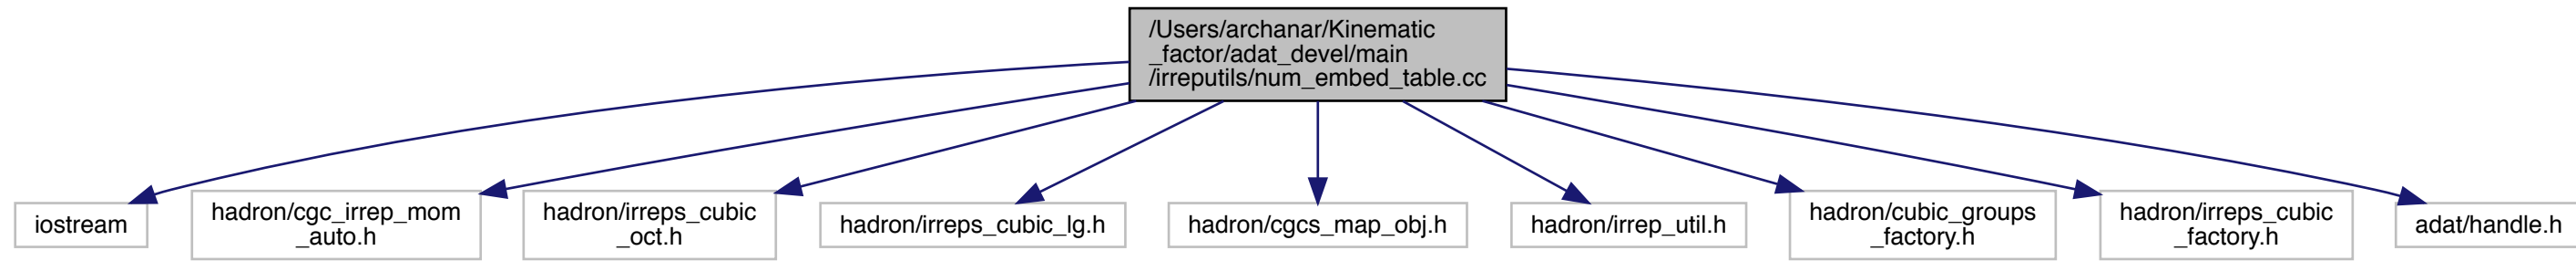 /Users/archanar/Kinematic
_factor/adat_devel/main
/irreputils/num_embed_table.cc
iostream
hadron/cgc_irrep_mom
_auto.h
hadron/irreps_cubic
_oct.h
hadron/irreps_cubic_lg.h
hadron/cgcs_map_obj.h
hadron/irrep_util.h
hadron/cubic_groups
_factory.h
hadron/irreps_cubic
_factory.h
adat/handle.h